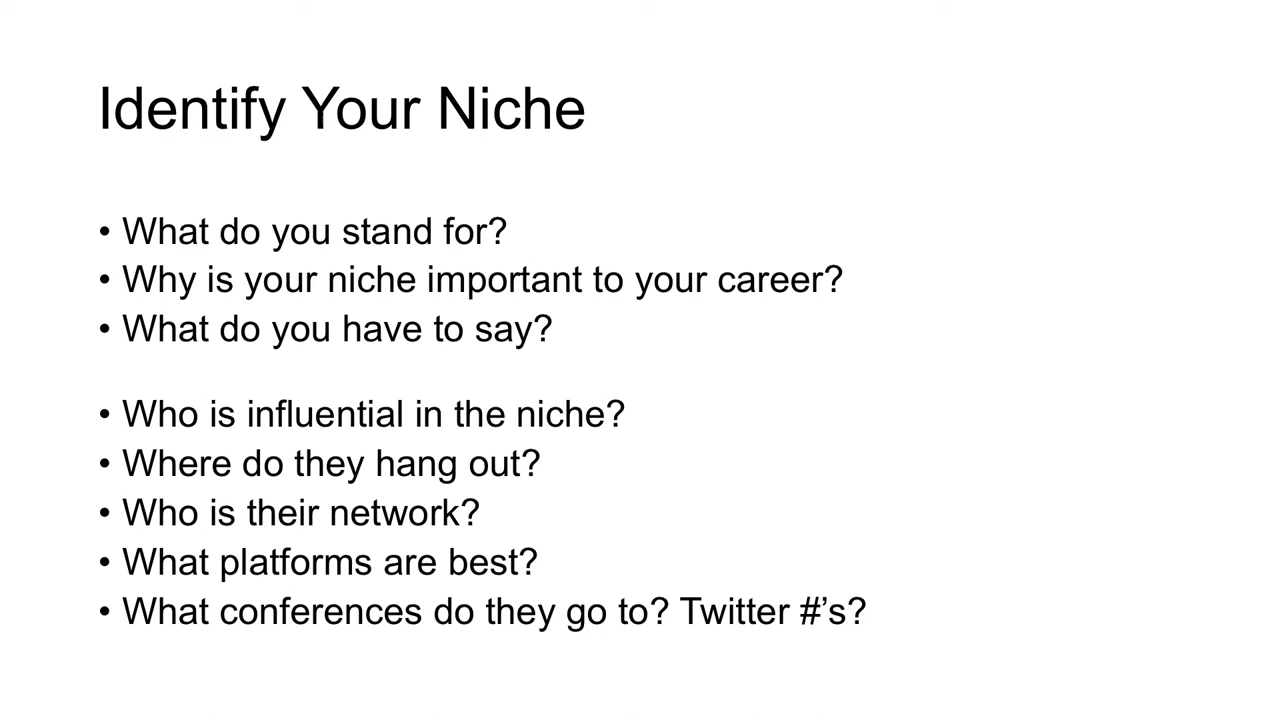 Identify Your Niche
• What do you stand for?
• Why is your niche important to your career?
• What do you have to say?
• Who is influential in the niche?
• Where do they hang out?
• Who is their network?
• What platforms are best?
• What conferences do they go to? Twitter #’s?